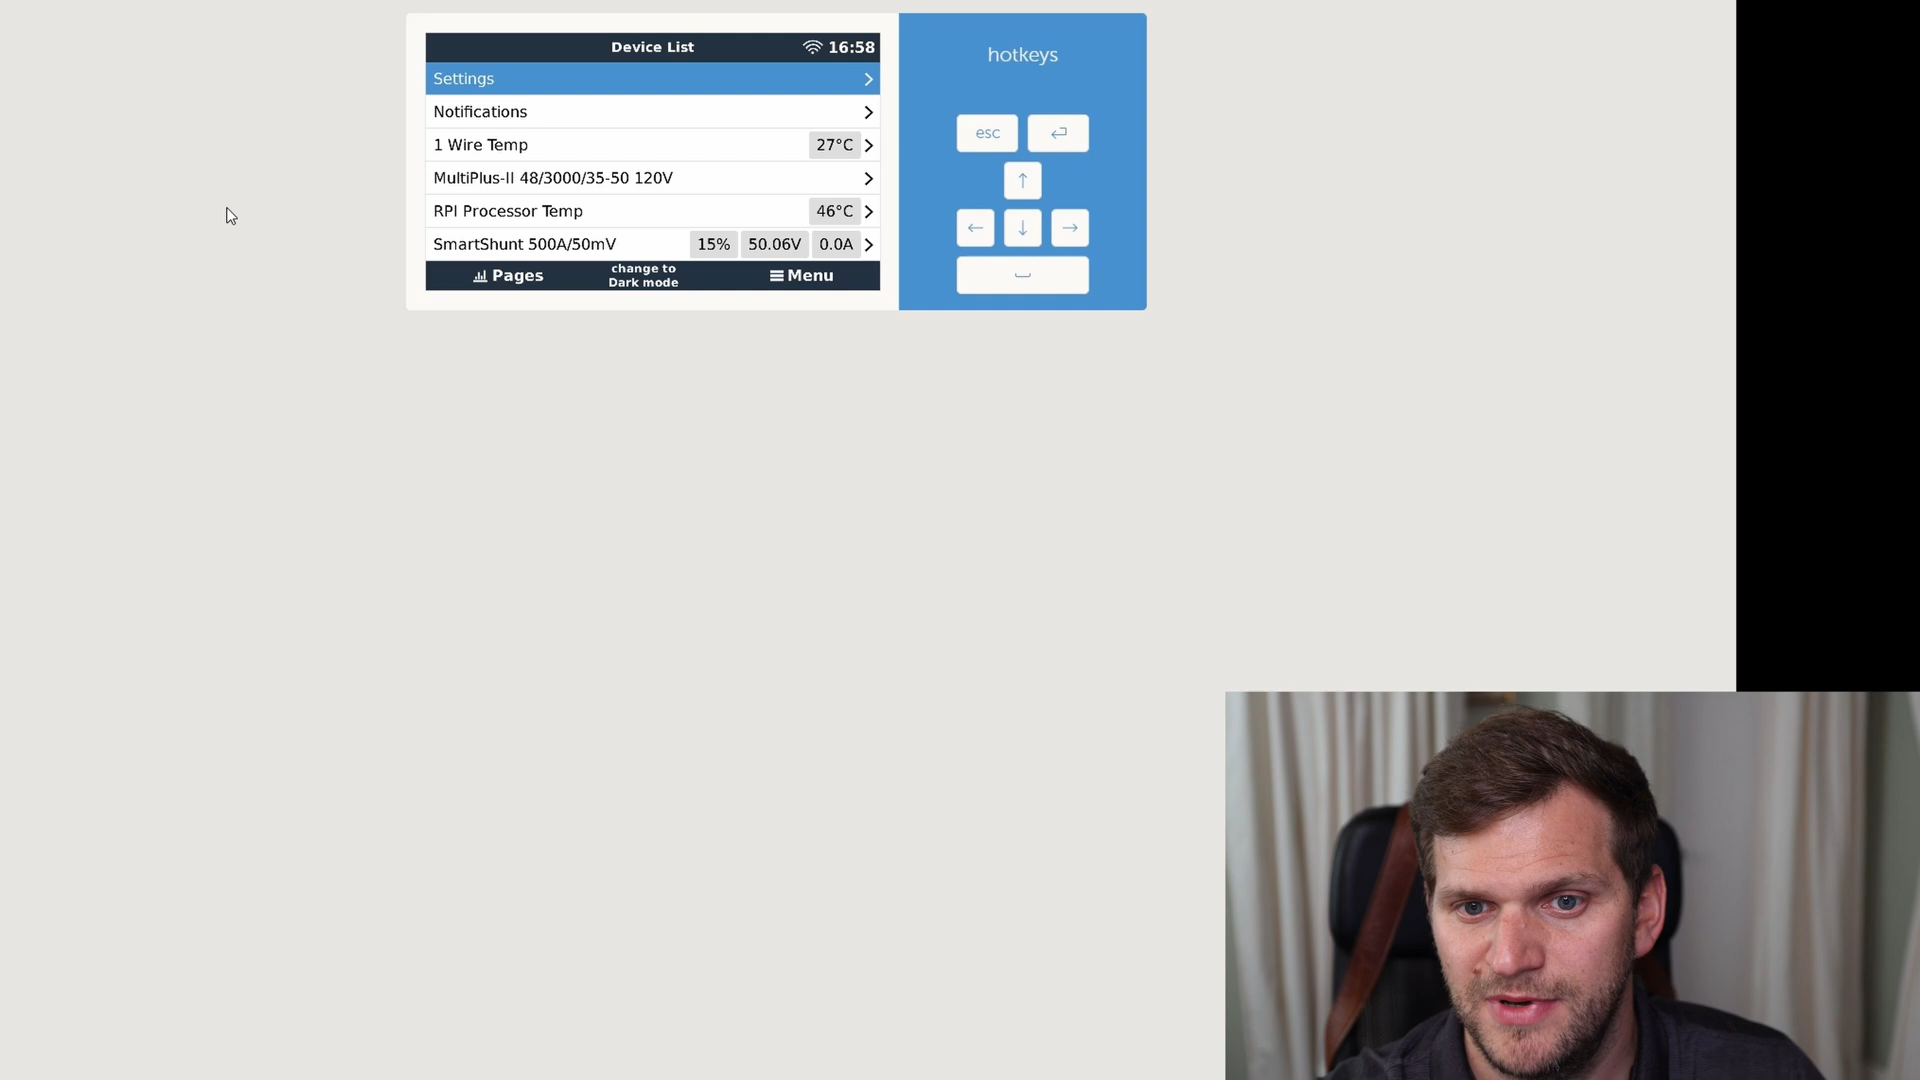 Device List 16:58
Settings
Notifications
1 Wire Temp 27°C
MultiPlus-II 48/3000/35-50 120V
RPI Processor Temp 46°C
SmartShunt 500A/50mV 15% 50.06V 0.0A
Pages change to Dark mode Menu
hotkeys
esc